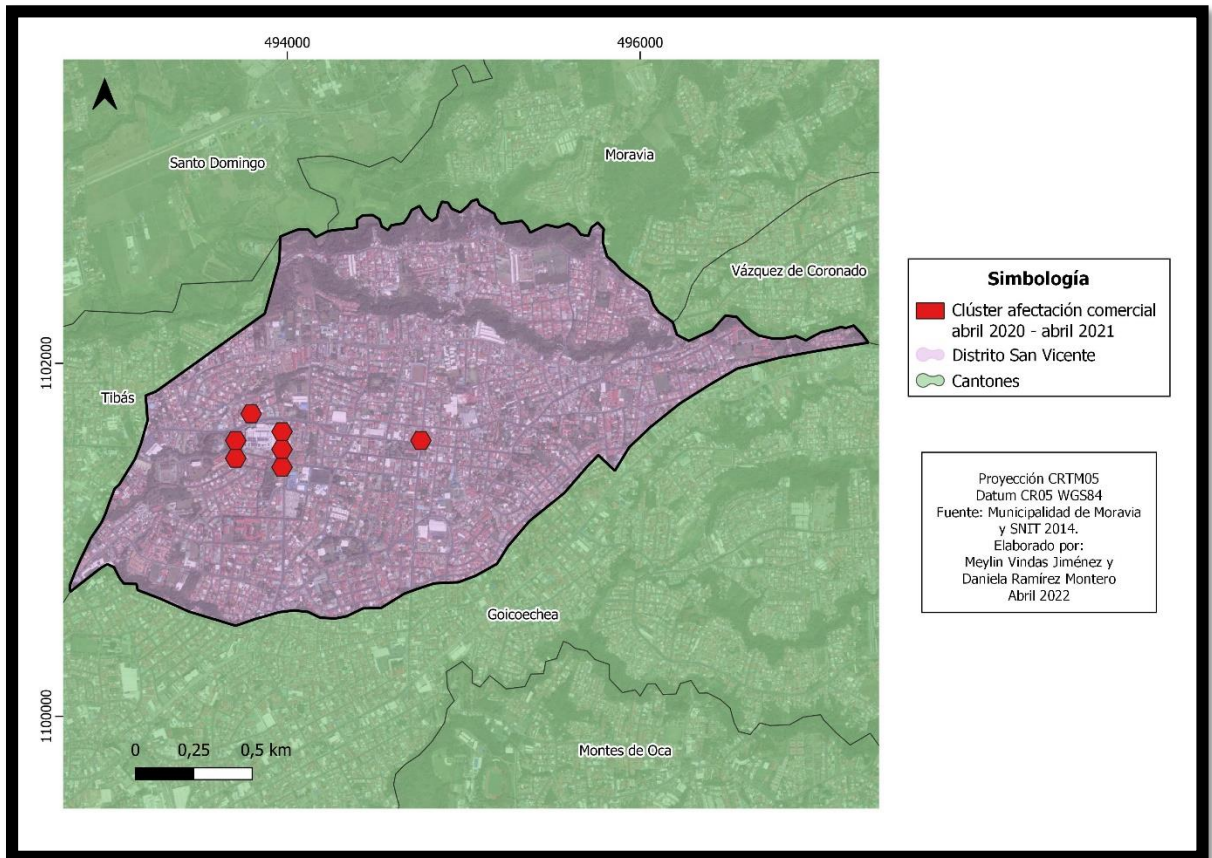 494000
496000
Santo Domingo
Moravia
Vázquez de Coronado
Tibás
1102000
Goicoechea
1100000
Montes de Oca
0 0,25 0,5 km
Simbología
Clúster afectación comercial
abril 2020 - abril 2021
Distrito San Vicente
Cantones
Proyección CRTM05
Datum CR05 WGS84
Fuente: Municipalidad de Moravia
y SNIT 2014.
Elaborado por:
Meylin Vindas Jiménez y
Daniela Ramírez Montero
Abril 2022